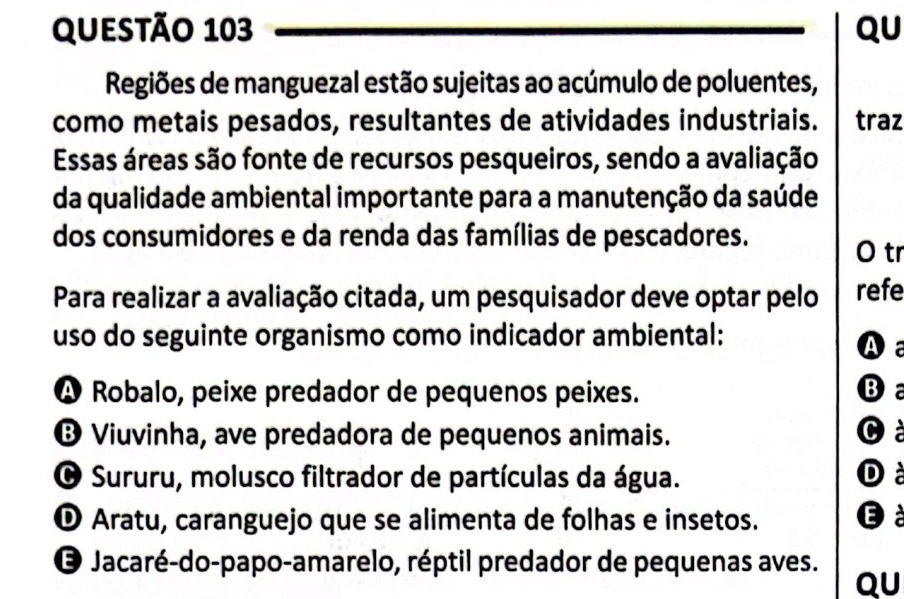 QUESTÃO 103
Regiões de manguezal estão sujeitas ao acúmulo de poluentes,
como metais pesados, resultantes de atividades industriais.
Essas áreas são fonte de recursos pesqueiros, sendo a avaliação
da qualidade ambiental importante para a manutenção da saúde
dos consumidores e da renda das famílias de pescadores.
Para realizar a avaliação citada, um pesquisador deve optar pelo
uso do seguinte organismo como indicador ambiental:
A Robalo, peixe predador de pequenos peixes.
B Viuvinha, ave predadora de pequenos animais.
C Sururu, molusco filtrador de partículas da água.
D Aratu, caranguejo que se alimenta de folhas e insetos.
E Jacaré-do-papo-amarelo, réptil predador de pequenas aves.
QU
traz
O tr
refe
A a
B a
C à
D à
E à
QU